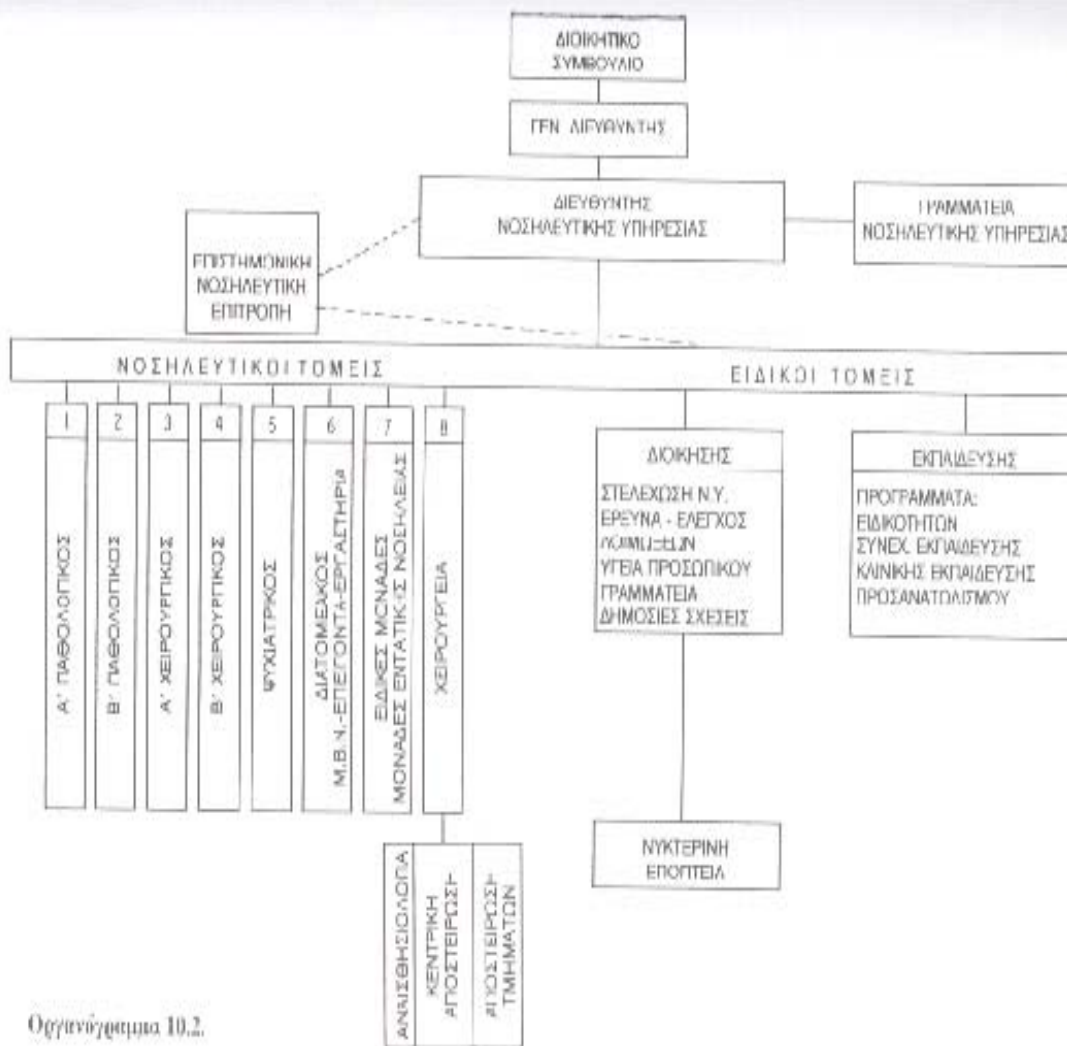 ΔΙΟΙΚΗΤΙΚΟ
ΣΥΜΒΟΥΛΙΟ
ΓΕΝ. ΔΙΕΥΘΥΝΤΗΣ
ΔΙΕΥΘΥΝΤΗΣ
ΝΟΣΗΛΕΥΤΙΚΗΣ ΥΠΗΡΕΣΙΑΣ
ΓΡΑΜΜΑΤΕΙΑ
ΝΟΣΗΛΕΥΤΙΚΗΣ ΥΠΗΡΕΣΙΑΣ
ΕΠΙΣΤΗΜΟΝΙΚΗ
ΝΟΣΗΛΕΥΤΙΚΗ
ΕΠΙΤΡΟΠΗ
ΝΟΣΗΛΕΥΤΙΚΟΙ ΤΟΜΕΙΣ
ΕΙΔΙΚΟΙ ΤΟΜΕΙΣ
1
Α' ΠΑΘΟΛΟΓΙΚΟΣ
2
Β' ΠΑΘΟΛΟΓΙΚΟΣ
3
Α' ΧΕΙΡΟΥΡΓΙΚΟΣ
4
Β' ΧΕΙΡΟΥΡΓΙΚΟΣ
5
ΨΥΧΙΑΤΡΙΚΟΣ
6
ΔΙΑΤΟΜΕΑΚΟΣ
Μ.Β.Ν.-ΕΠΕΙΓΟΝΤΑ-ΕΡΓΑΣΤΗΡΙΑ
7
ΕΙΔΙΚΕΣ ΜΟΝΑΔΕΣ
ΜΟΝΑΔΕΣ ΕΝΤΑΤΙΚΗΣ ΝΟΣΗΛΕΙΑΣ
8
ΧΕΙΡΟΥΡΓΕΙΑ
ΑΝΑΙΣΘΗΣΙΟΛΟΓΙΑ
ΚΕΝΤΡΙΚΗ
ΑΠΟΣΤΕΙΡΩΣΗ
ΑΠΟΣΤΕΙΡΩΣΗ
ΤΜΗΜΑΤΩΝ
ΔΙΟΙΚΗΣΗΣ
ΣΤΕΛΕΧΩΣΗ Ν.Υ.
ΕΡΕΥΝΑ - ΕΛΕΓΧΟΣ
ΛΟΙΜΩΞΕΩΝ
ΥΓΕΙΑ ΠΡΟΣΩΠΙΚΟΥ
ΓΡΑΜΜΑΤΕΙΑ
ΔΗΜΟΣΙΕΣ ΣΧΕΣΕΙΣ
ΕΚΠΑΙΔΕΥΣΗΣ
ΠΡΟΓΡΑΜΜΑΤΑ:
ΕΙΔΙΚΟΤΗΤΩΝ
ΣΥΝΕΧ. ΕΚΠΑΙΔΕΥΣΗΣ
ΚΛΙΝΙΚΗΣ ΕΚΠΑΙΔΕΥΣΗΣ
ΠΡΟΣΑΝΑΤΟΛΙΣΜΟΥ
ΝΥΚΤΕΡΙΝΗ
ΕΠΟΠΤΕΙΑ
Οργανόγραμμα 10.2.